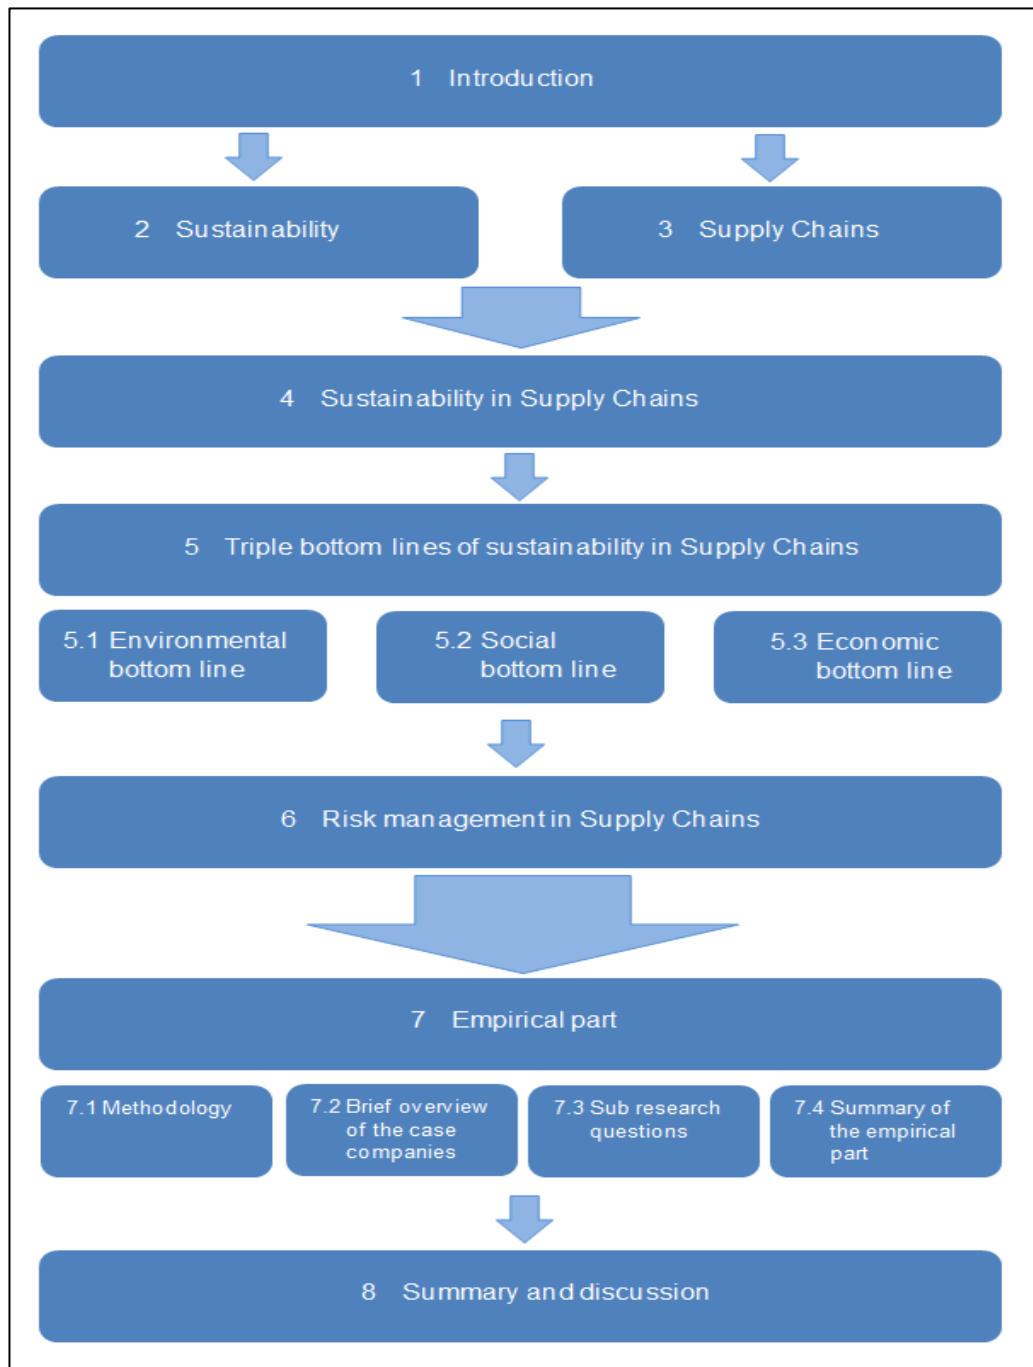 1 Introduction
2 Sustainability
3 Supply Chains
4 Sustainability in Supply Chains
5 Triple bottom lines of sustainability in Supply Chains
5.1 Environmental
bottom line
5.2 Social
bottom line
5.3 Economic
bottom line
6 Risk management in Supply Chains
7 Empirical part
7.1 Methodology
7.2 Brief overview
of the case
companies
7.3 Sub research
questions
7.4 Summary of
the empirical
part
8 Summary and discussion